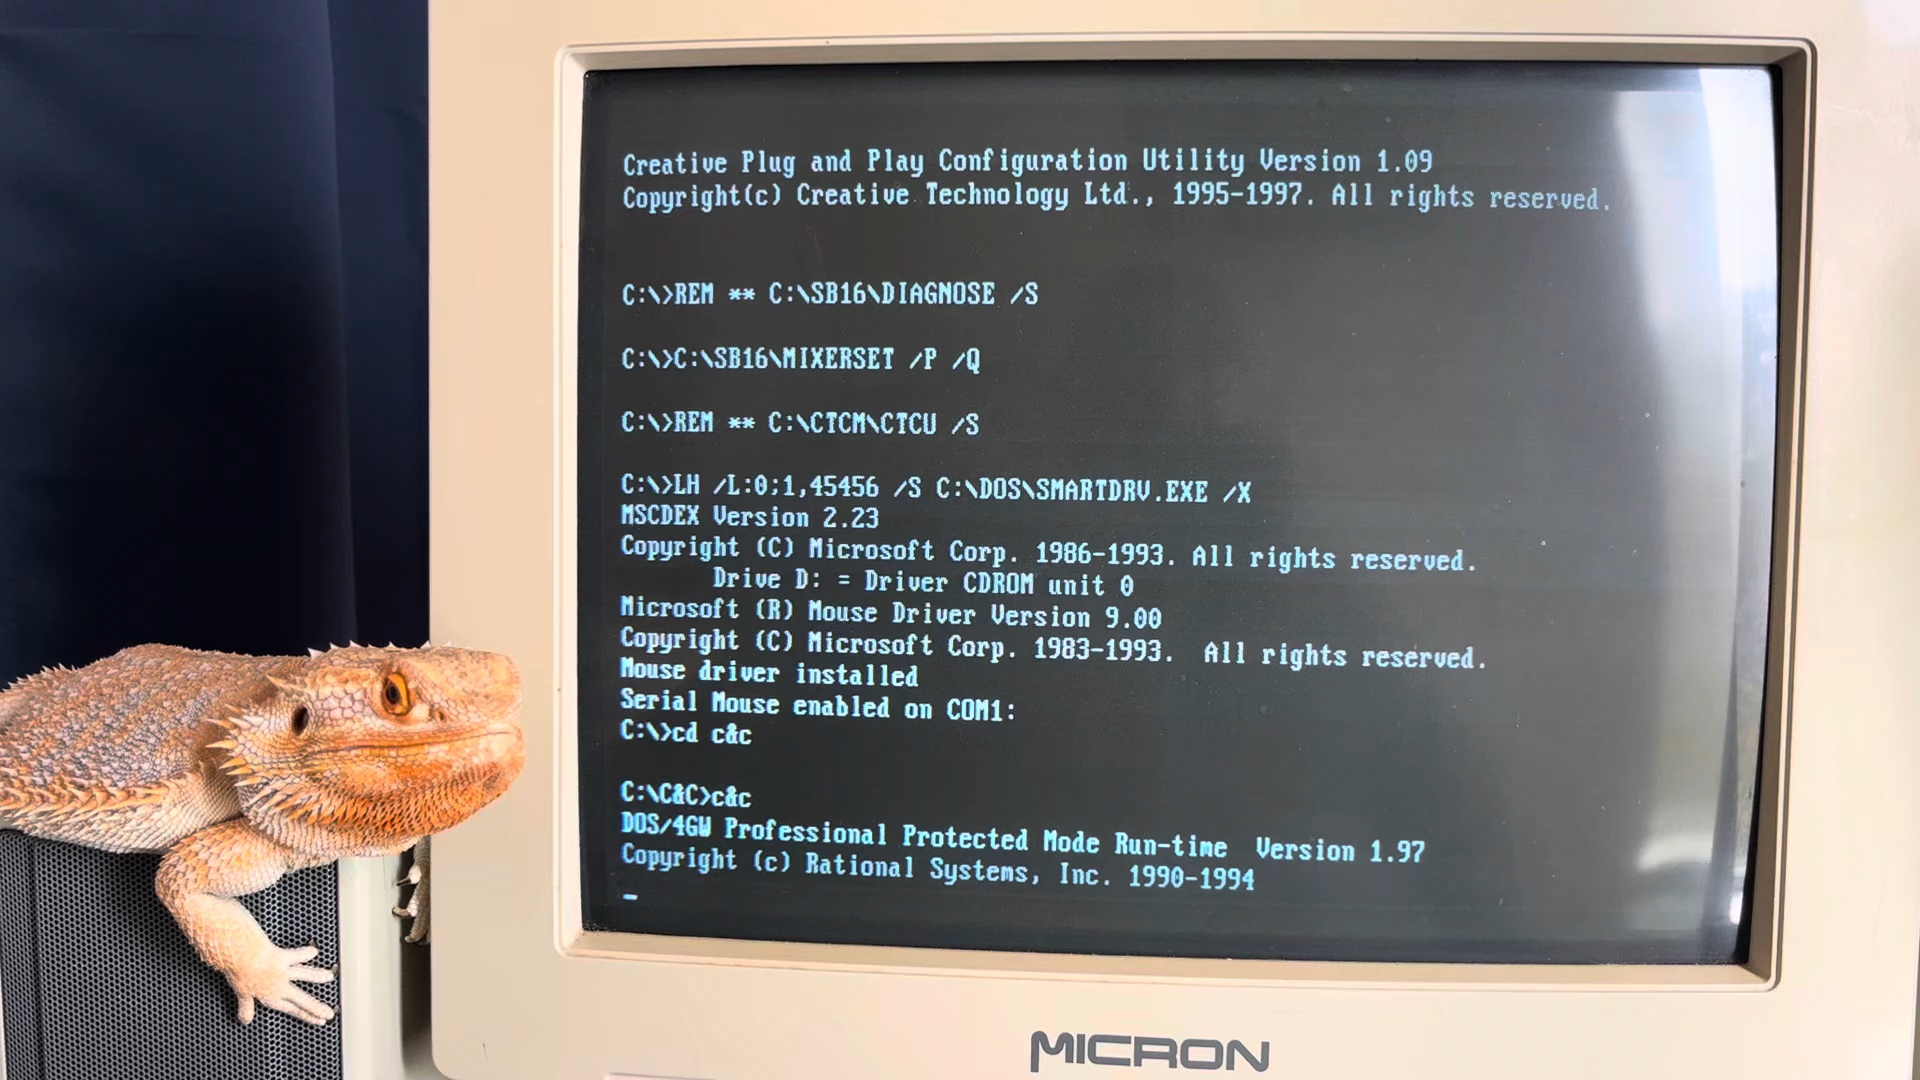 Creative Plug and Play Configuration Utility Version 1.09
Copyright(c) Creative Technology Ltd., 1995-1997. All rights reserved.
C:\>REM ** C:\SB16\DIAGNOSE /S
C:\>C:\SB16\MIXERSET /P /Q
C:\>REM ** C:\CTCM\CTCU /S
C:\>LH /L:0;1,45456 /S C:\DOS\SMARTDRV.EXE /X
MSCDEX Version 2.23
Copyright (C) Microsoft Corp. 1986-1993. All rights reserved.
Drive D: = Driver CDROM unit 0
Microsoft (R) Mouse Driver Version 9.00
Copyright (C) Microsoft Corp. 1983-1993.  All rights reserved.
Mouse driver installed
Serial Mouse enabled on COM1:
C:\>cd c&c
C:\C&C>c&c
DOS/4GW Professional Protected Mode Run-time  Version 1.97
Copyright (c) Rational Systems, Inc. 1990-1994
MICRON